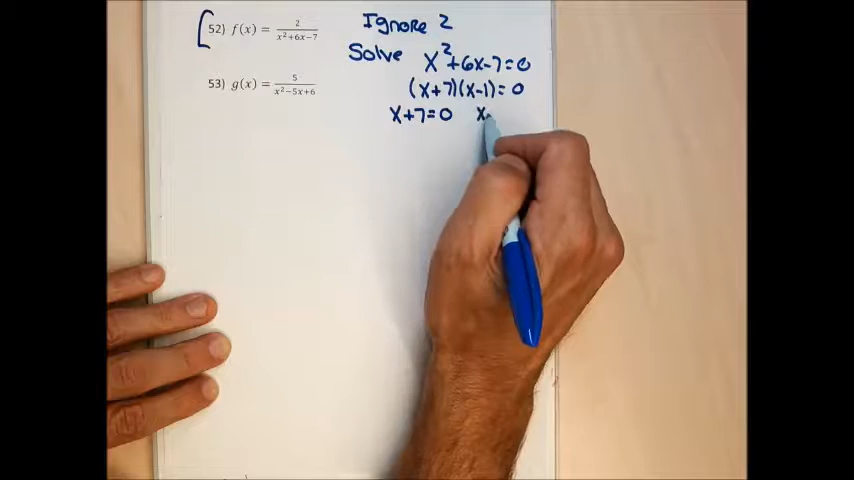 52) f(x) = 2/(x²+6x−7)
Ignore 2
Solve x²+6x-7=0
(x+7)(x-1)=0
x+7=0 x
53) g(x) = 5/(x²−5x+6)